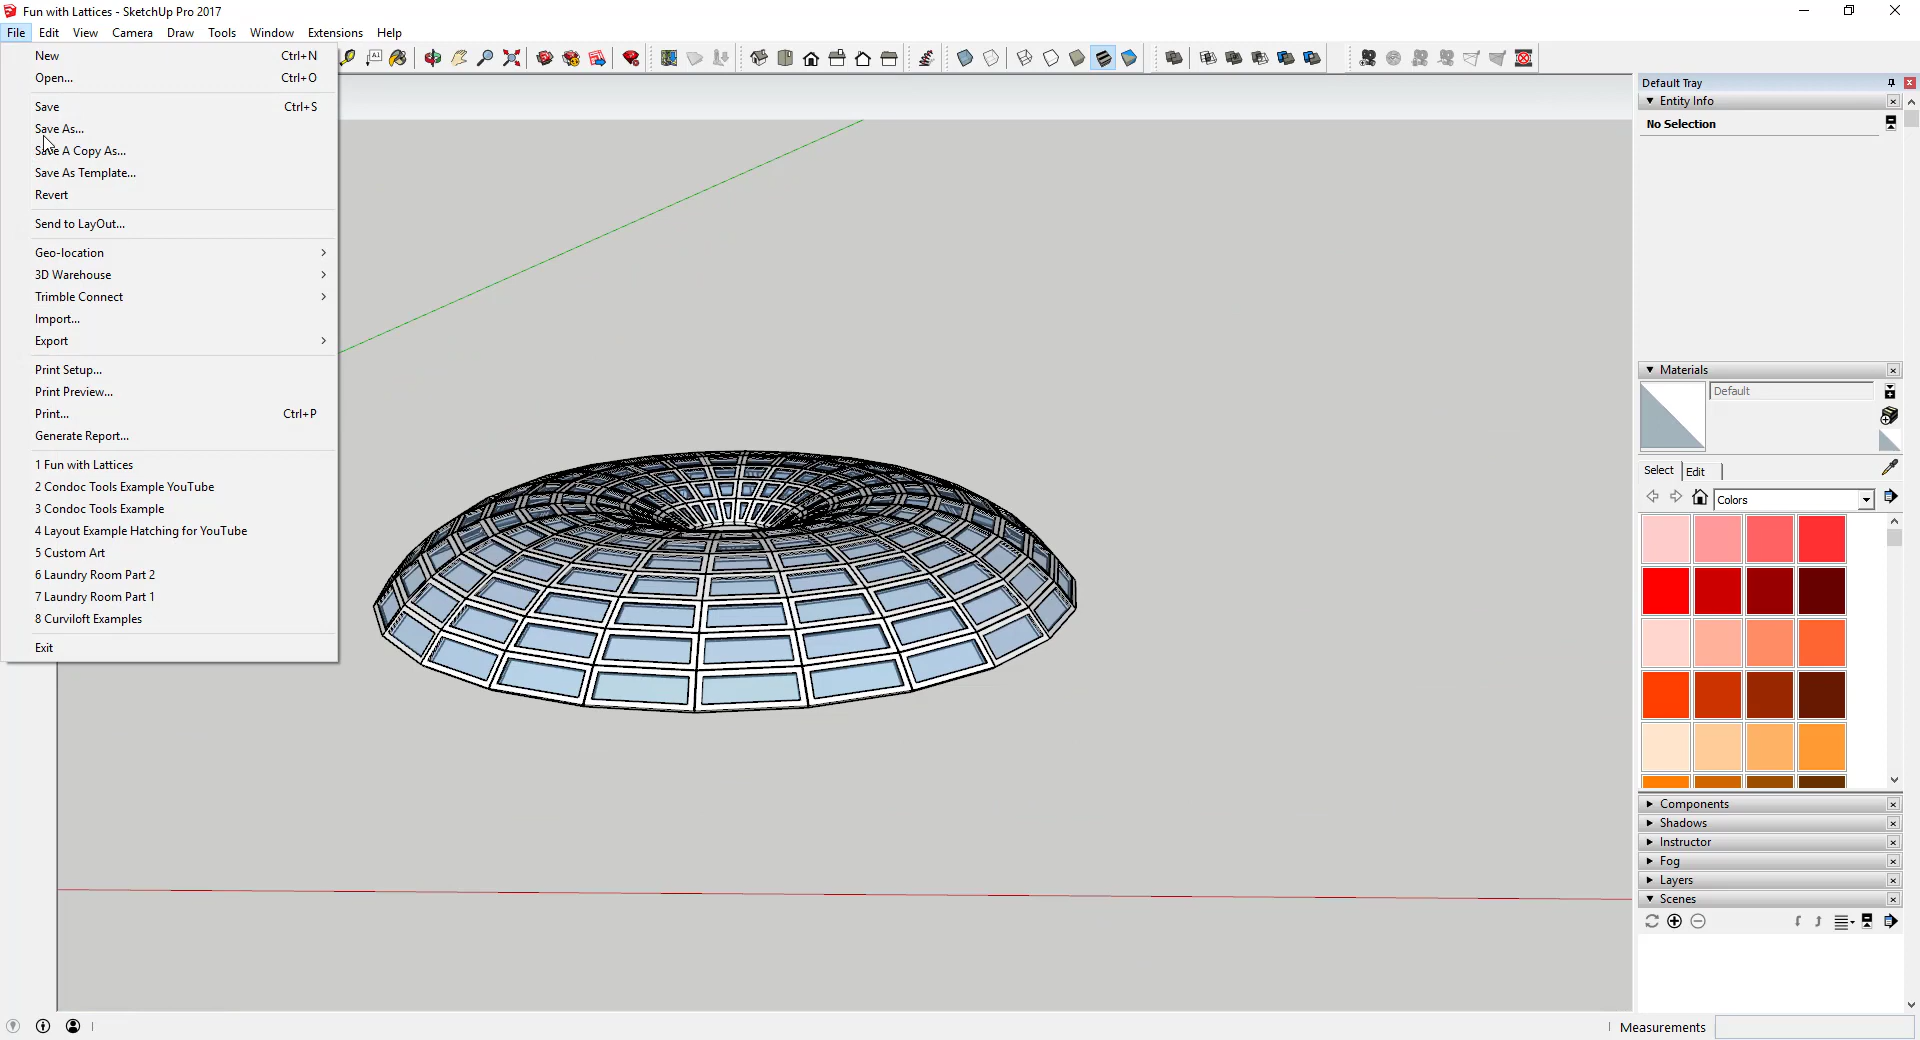 Fun with Lattices - SketchUp Pro 2017
File Edit View Camera Draw Tools Window Extensions Help
New Ctrl+N
Open... Ctrl+O
Save Ctrl+S
Save As...
Save A Copy As...
Save As Template...
Revert
Send to LayOut...
Geo-location
3D Warehouse
Trimble Connect
Import...
Export
Print Setup...
Print Preview...
Print... Ctrl+P
Generate Report...
1 Fun with Lattices
2 Condoc Tools Example YouTube
3 Condoc Tools Example
4 Layout Example Hatching for YouTube
5 Custom Art
6 Laundry Room Part 2
7 Laundry Room Part 1
8 Curviloft Examples
Exit
Default Tray
Entity Info
No Selection
Materials
Default
Select Edit
Colors
Components
Shadows
Instructor
Fog
Layers
Scenes
Measurements